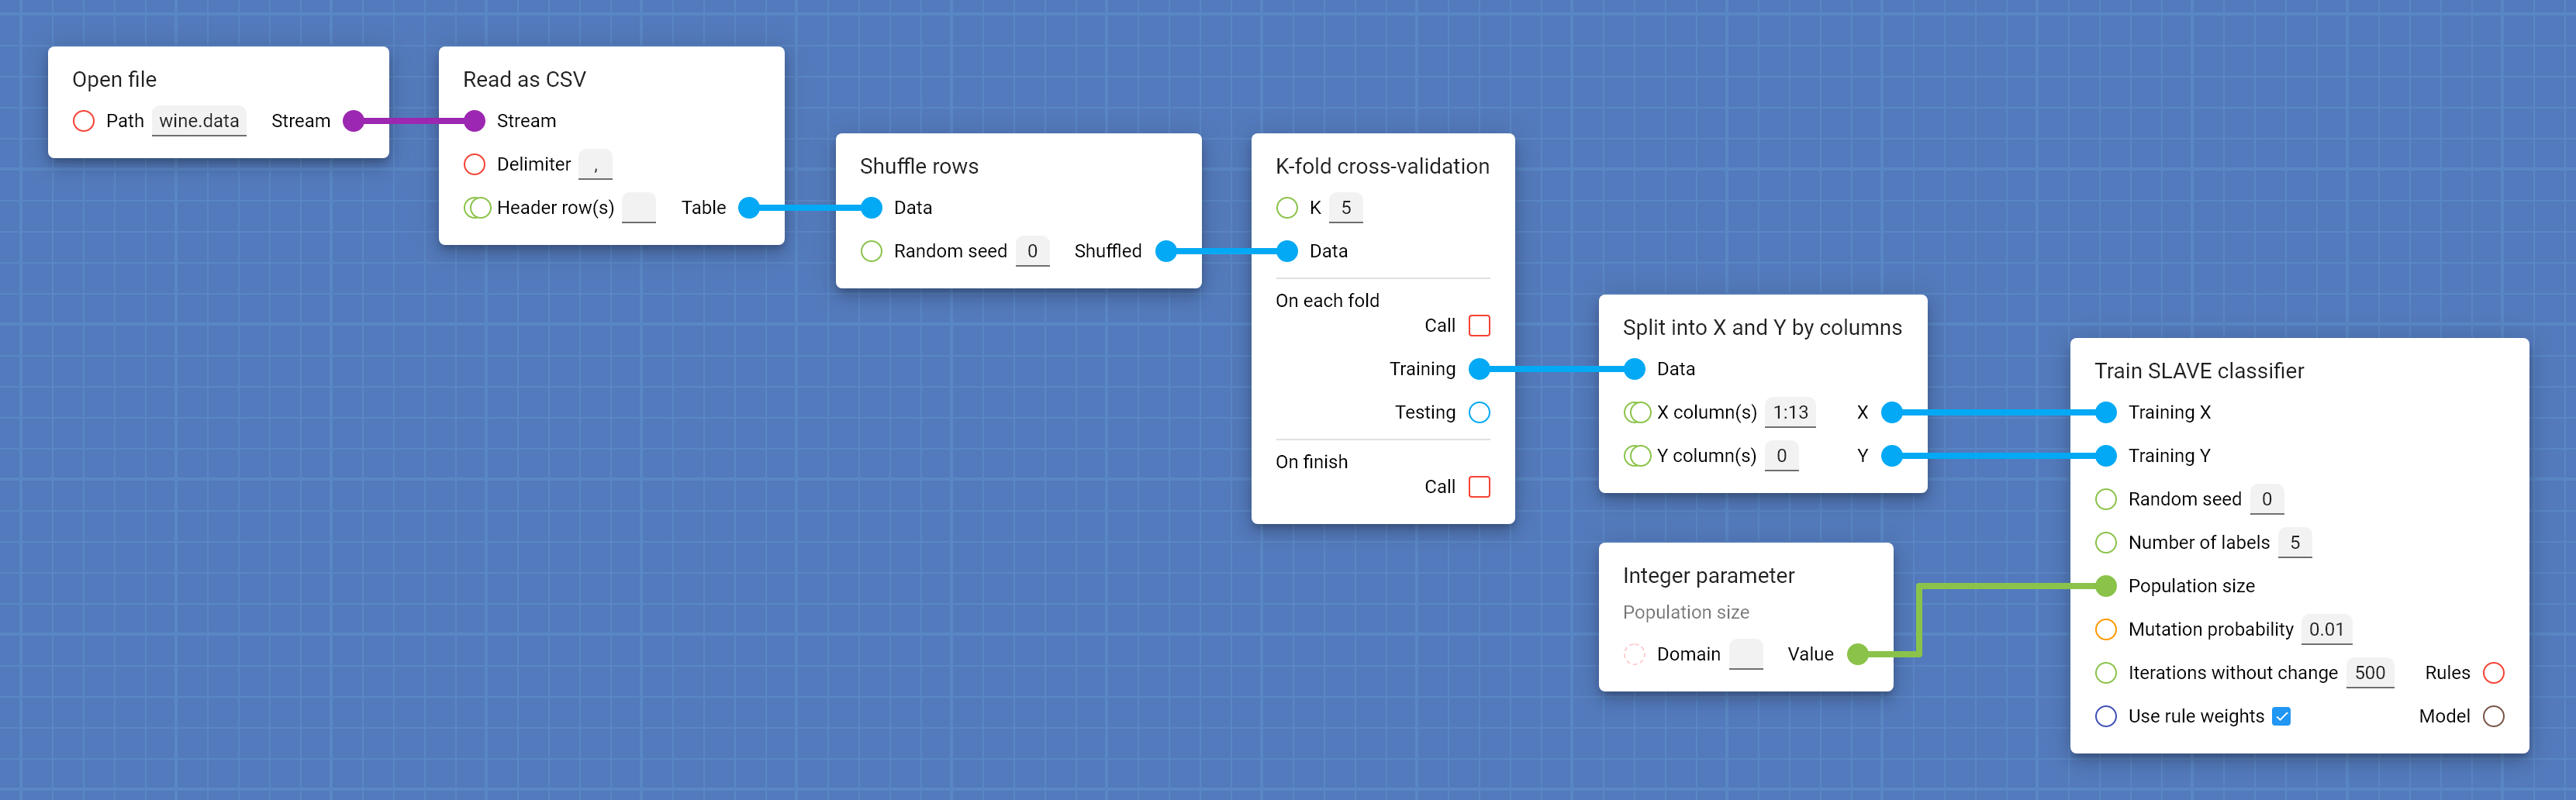 Open file
Path wine.data Stream
Read as CSV
Stream
Delimiter ,
Header row(s) Table
Shuffle rows
Data
Random seed 0 Shuffled
K-fold cross-validation
K 5
Data
On each fold
Call
Training
Testing
On finish
Call
Split into X and Y by columns
Data
X column(s) 1:13 X
Y column(s) 0 Y
Integer parameter
Population size
Domain Value
Train SLAVE classifier
Training X
Training Y
Random seed 0
Number of labels 5
Population size
Mutation probability 0.01
Iterations without change 500 Rules
Use rule weights Model